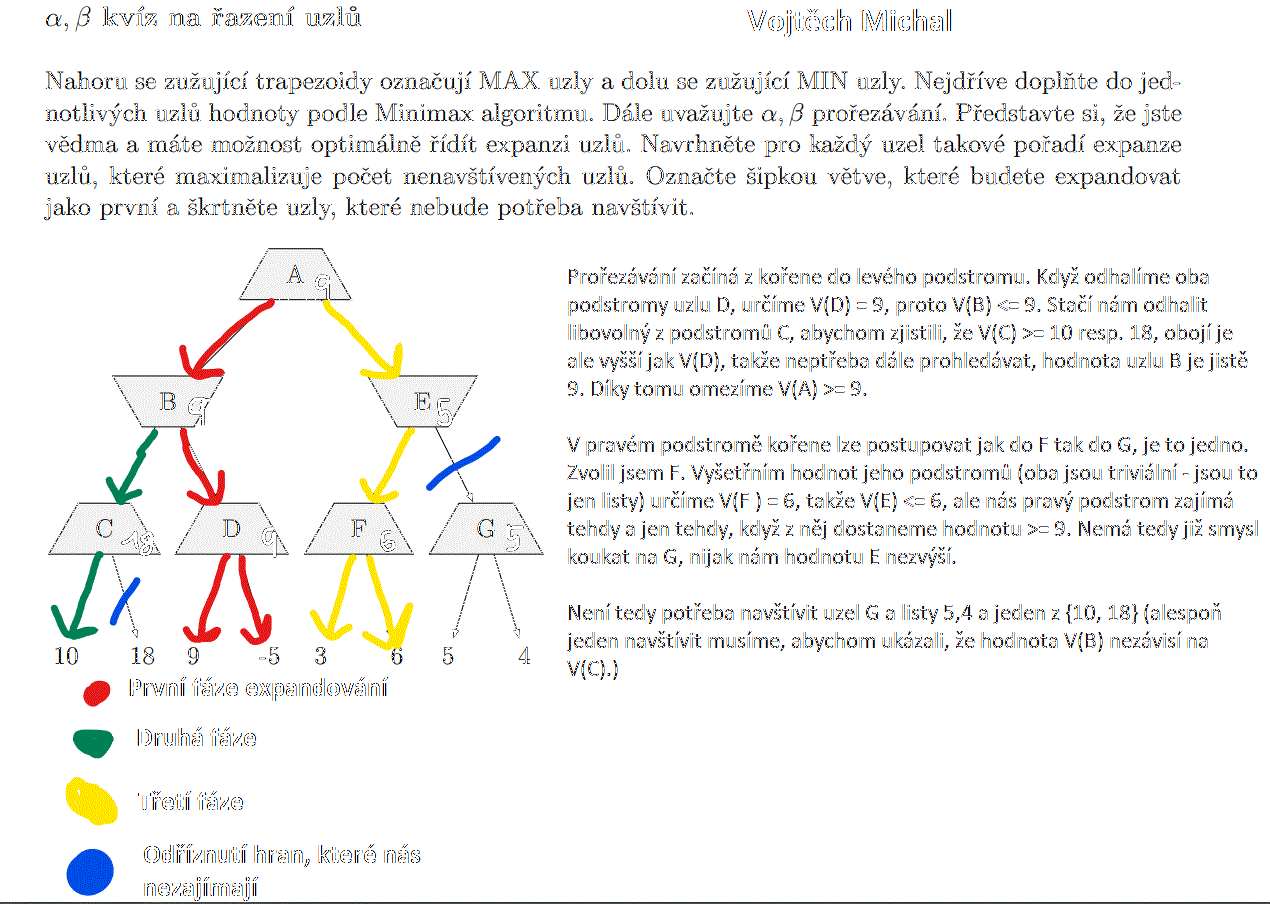 α, β kvíz na řazení uzlů
Vojtěch Michal
Nahoru se zužující trapezoidy označují MAX uzly a dolu se zužující MIN uzly. Nejdříve doplňte do jed-
notlivých uzlů hodnoty podle Minimax algoritmu. Dále uvažujte α, β prořezávání. Představte si, že jste
vědma a máte možnost optimálně řídít expanzi uzlů. Navrhněte pro každý uzel takové pořadí expanze
uzlů, které maximalizuje počet nenavštívených uzlů. Označte šipkou větve, které budete expandovat
jako první a škrtněte uzly, které nebude potřeba navštívit.
A 9
B 9 E 5
C 18 D 9 F 6 G 5
10 18 9 -5 3 6 5 4
První fáze expandování
Druhá fáze
Třetí fáze
Odříznutí hran, které nás
nezajímají
Prořezávání začíná z kořene do levého podstromu. Když odhalíme oba
podstromy uzlu D, určíme V(D) = 9, proto V(B) <= 9. Stačí nám odhalit
libovolný z podstromů C, abychom zjistili, že V(C) >= 10 resp. 18, obojí je
ale vyšší jak V(D), takže neptřeba dále prohledávat, hodnota uzlu B je jistě
9. Díky tomu omezíme V(A) >= 9.
V pravém podstromě kořene lze postupovat jak do F tak do G, je to jedno.
Zvolil jsem F. Vyšetřním hodnot jeho podstromů (oba jsou triviální - jsou to
jen listy) určíme V(F ) = 6, takže V(E) <= 6, ale nás pravý podstrom zajímá
tehdy a jen tehdy, když z něj dostaneme hodnotu >= 9. Nemá tedy již smysl
koukat na G, nijak nám hodnotu E nezvýší.
Není tedy potřeba navštívit uzel G a listy 5,4 a jeden z {10, 18} (alespoň
jeden navštívit musíme, abychom ukázali, že hodnota V(B) nezávisí na
V(C).)